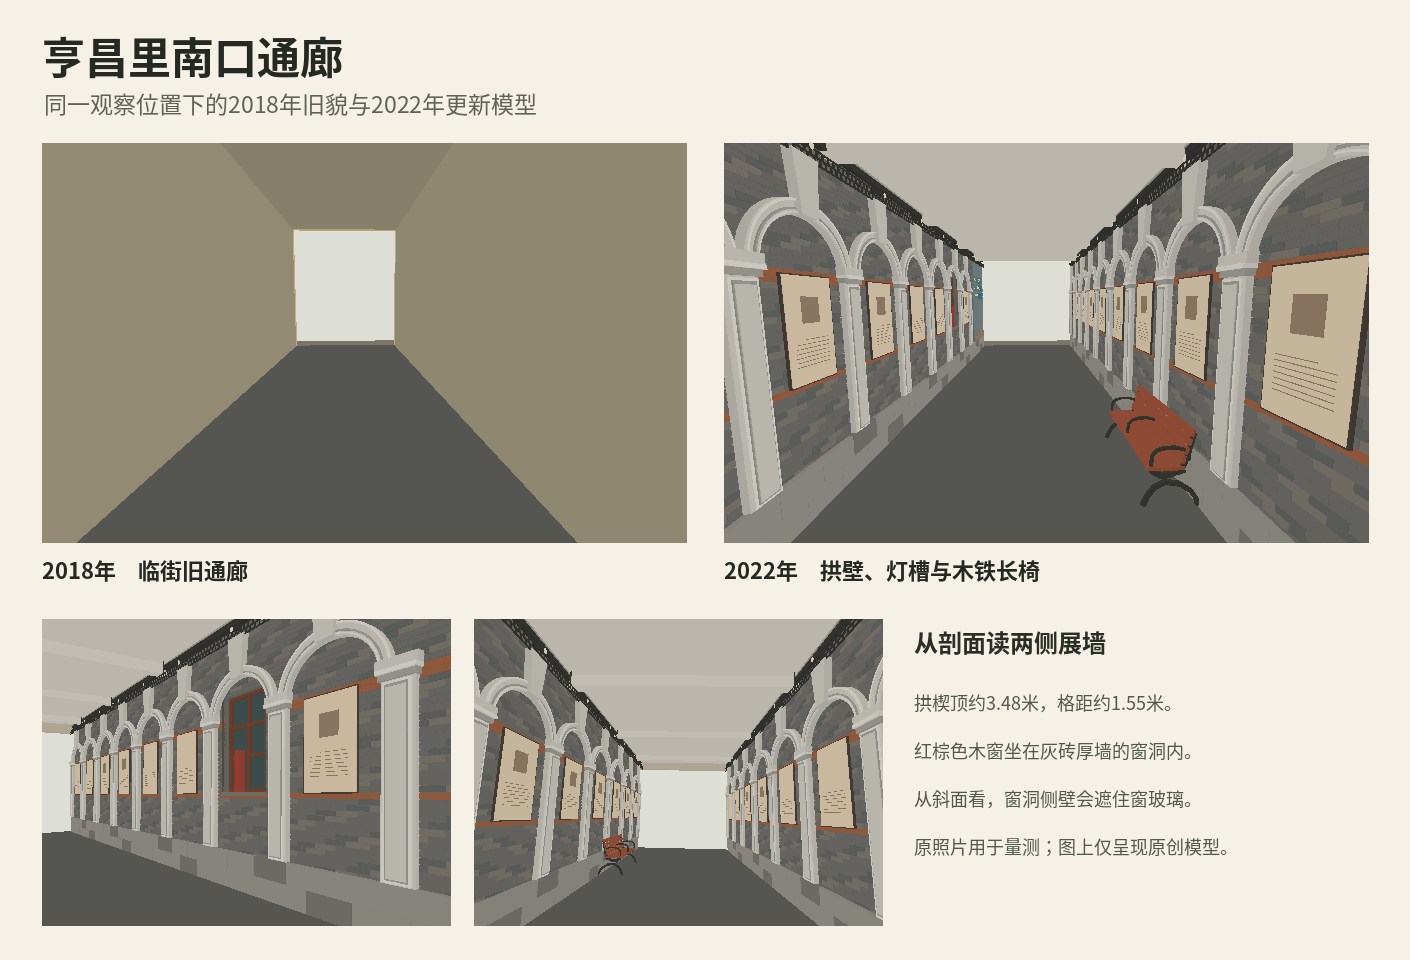 亨昌里南口通廊
同一观察位置下的2018年旧貌与2022年更新模型
2018年　临街旧通廊
2022年　拱壁、灯槽与木铁长椅
从剖面读两侧展墙
拱楔顶约3.48米，格距约1.55米。
红棕色木窗坐在灰砖厚墙的窗洞内。
从斜面看，窗洞侧壁会遮住窗玻璃。
原照片用于量测；图上仅呈现原创模型。